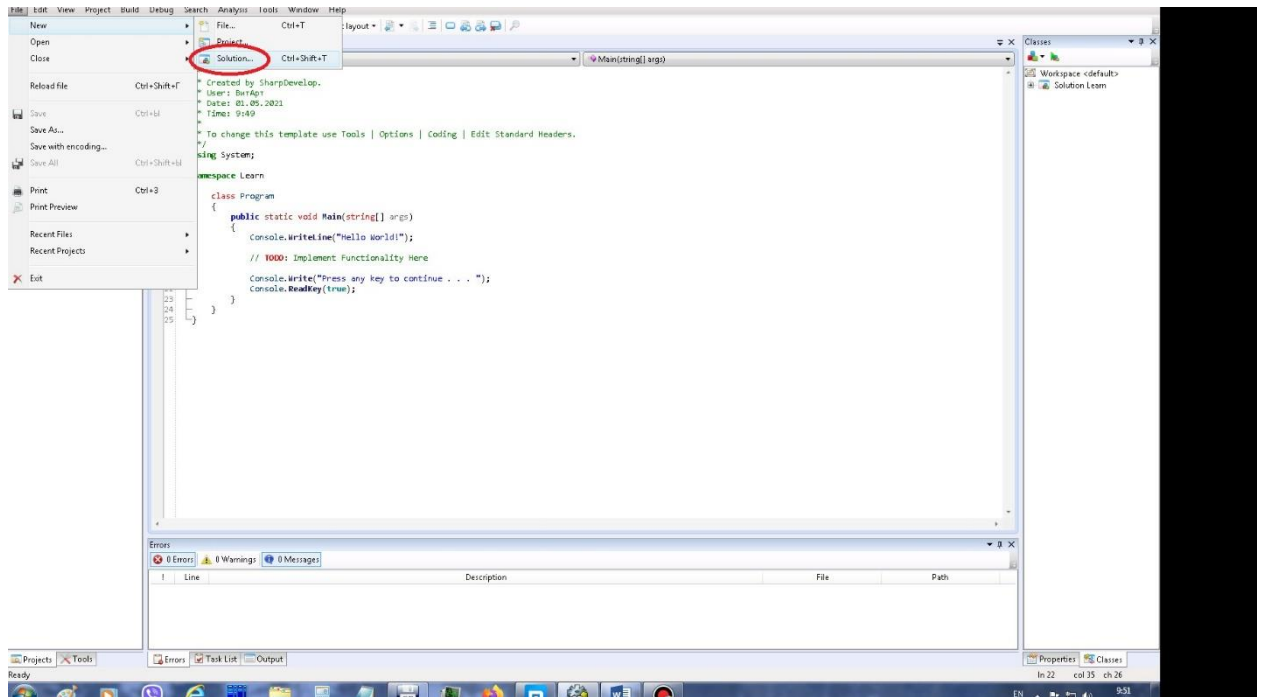 File Edit View Project Build Debug Search Analysis Tools Window Help
New
Open
Close
Reload file Ctrl+Shift+Г
Save Ctrl+Ы
Save As...
Save with encoding...
Save All Ctrl+Shift+Ы
Print Ctrl+З
Print Preview
Recent Files
Recent Projects
Exit
File... Ctrl+T
Project...
Solution... Ctrl+Shift+T
layout
Main(string[] args)
* Created by SharpDevelop.
* User: ВитАрт
* Date: 01.05.2021
* Time: 9:49
*
* To change this template use Tools | Options | Coding | Edit Standard Headers.
*/
sing System;
amespace Learn
class Program
{
public static void Main(string[] args)
{
Console.WriteLine("Hello World!");
// TODO: Implement Functionality Here
Console.Write("Press any key to continue . . . ");
Console.ReadKey(true);
23 }
24 }
25 }
Classes
Workspace <default>
Solution Learn
Errors
0 Errors 0 Warnings 0 Messages
! Line Description File Path
Projects Tools
Errors Task List Output
Properties Classes
Ready
ln 22 col 35 ch 26
EN 9:51